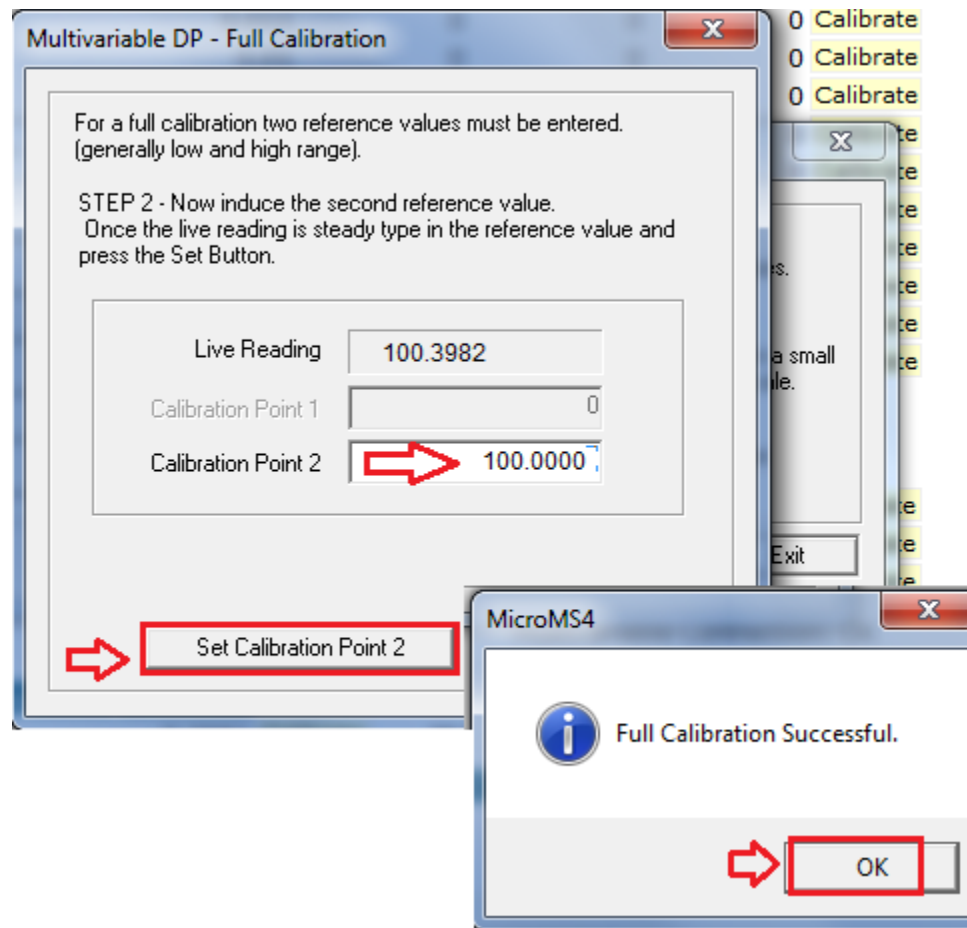 Multivariable DP - Full Calibration
0 Calibrate
0 Calibrate
0 Calibrate
For a full calibration two reference values must be entered.
(generally low and high range).
STEP 2 - Now induce the second reference value.
Once the live reading is steady type in the reference value and
press the Set Button.
Live Reading 100.3982
Calibration Point 1 0
Calibration Point 2 100.0000
a small
Exit
Set Calibration Point 2
MicroMS4
Full Calibration Successful.
OK